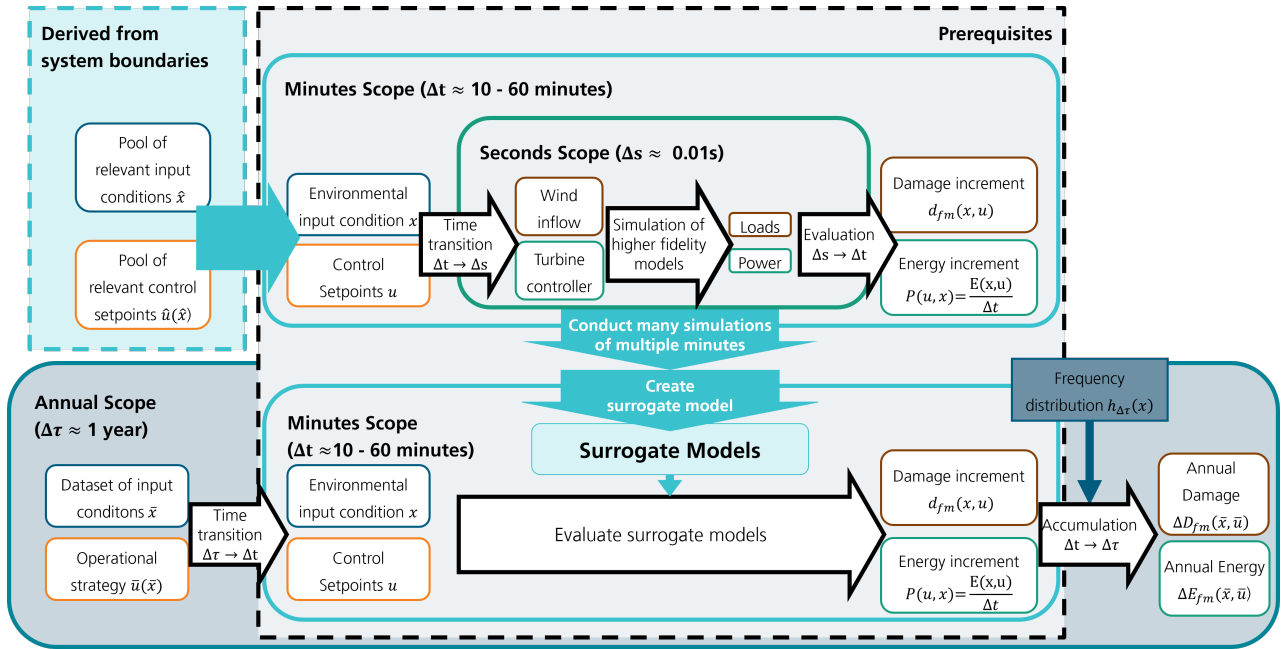 Derived from
system boundaries
Pool of
relevant input
conditions x̂
Pool of
relevant control
setpoints û(x̂)
Prerequisites
Minutes Scope (Δt ≈ 10 - 60 minutes)
Environmental
input condition x
Control
Setpoints u
Time
transition
Δt → Δs
Seconds Scope (Δs ≈ 0.01s)
Wind
inflow
Turbine
controller
Simulation of
higher fidelity
models
Loads
Power
Evaluation
Δs → Δt
Damage increment
d_fm(x, u)
Energy increment
P(u, x)= E(x,u)
Δt
Conduct many simulations
of multiple minutes
Create
surrogate model
Surrogate Models
Annual Scope
(Δτ ≈ 1 year)
Dataset of input
conditons x̄
Operational
strategy ū(x̄)
Time
transition
Δτ → Δt
Minutes Scope
(Δt ≈10 - 60 minutes)
Environmental
input condition x
Control
Setpoints u
Evaluate surrogate models
Damage increment
d_fm(x, u)
Energy increment
P(u, x)= E(x,u)
Δt
Frequency
distribution h_Δτ(x)
Accumulation
Δt → Δτ
Annual
Damage
ΔD_fm(x̄, ū)
Annual Energy
ΔE_fm(x̄, ū)